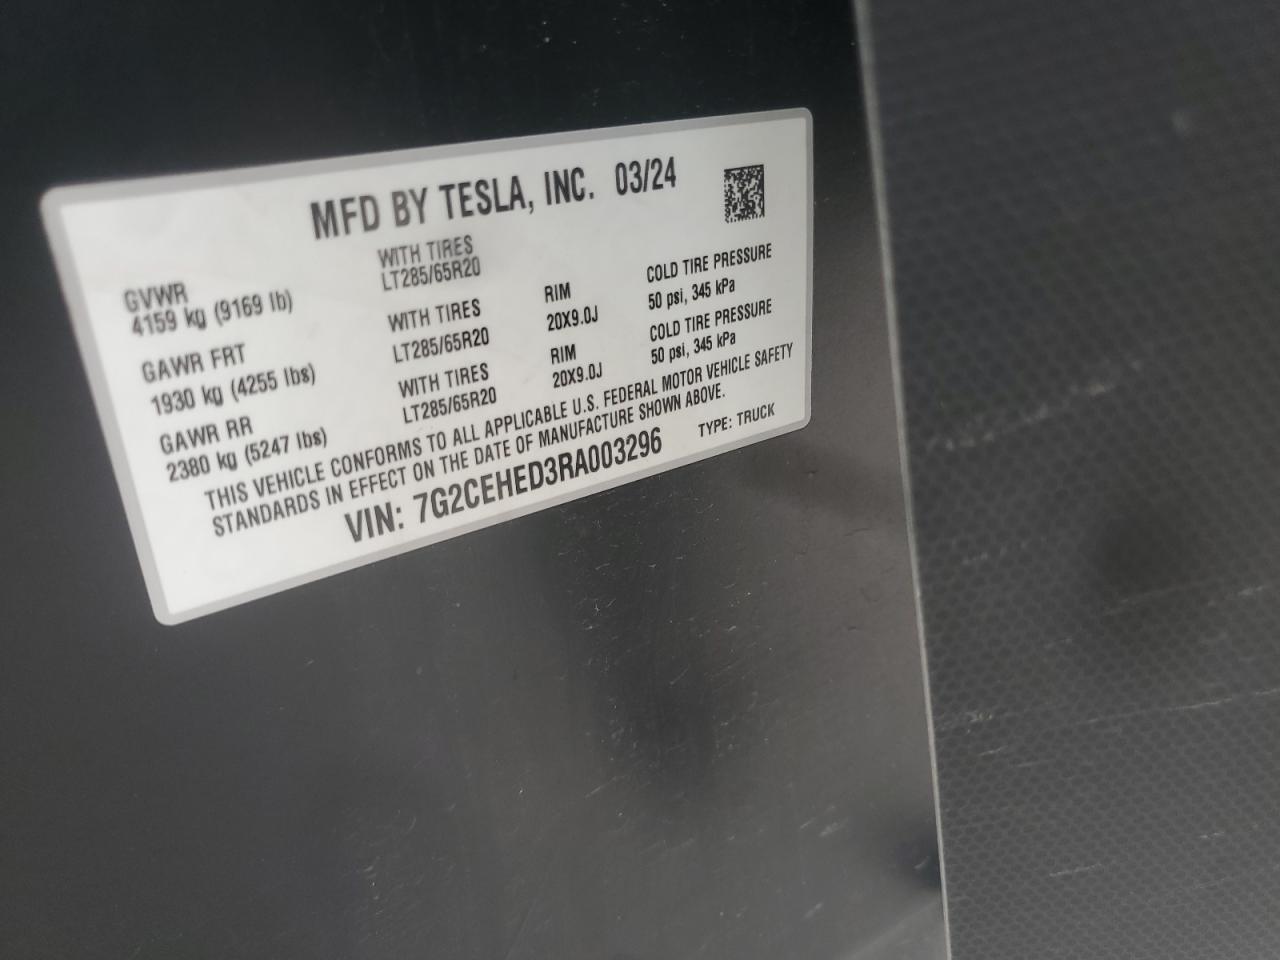 MFD BY TESLA, INC. 03/24
GVWR WITH TIRES
4159 kg (9169 lb) LT285/65R20
GAWR FRT WITH TIRES RIM COLD TIRE PRESSURE
1930 kg (4255 lbs) LT285/65R20 20X9.0J 50 psi, 345 kPa
GAWR RR WITH TIRES RIM COLD TIRE PRESSURE
2380 kg (5247 lbs) LT285/65R20 20X9.0J 50 psi, 345 kPa
THIS VEHICLE CONFORMS TO ALL APPLICABLE U.S. FEDERAL MOTOR VEHICLE SAFETY
STANDARDS IN EFFECT ON THE DATE OF MANUFACTURE SHOWN ABOVE.
VIN: 7G2CEHED3RA003296 TYPE: TRUCK